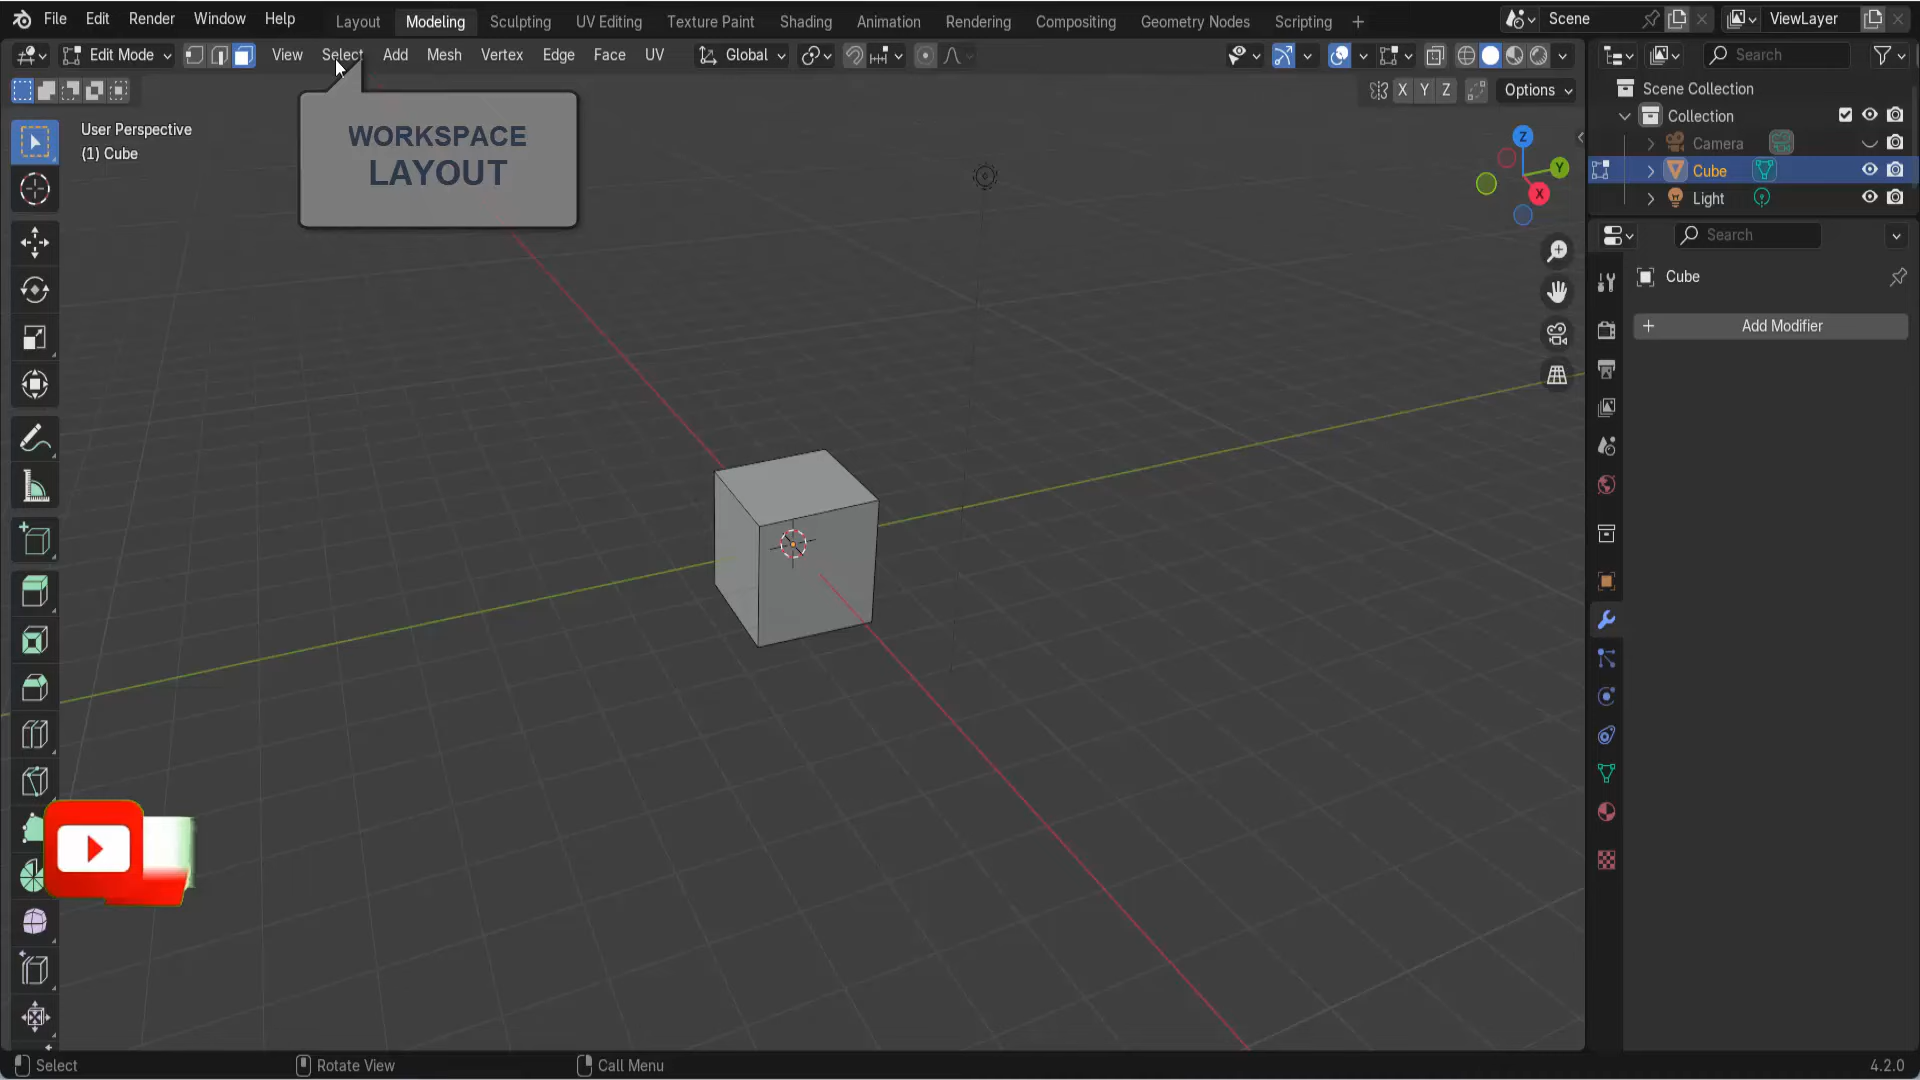 File Edit Render Window Help Layout Modeling Sculpting UV Editing Texture Paint Shading Animation Rendering Compositing Geometry Nodes Scripting + Scene ViewLayer
Edit Mode View Select Add Mesh Vertex Edge Face UV Global Search
X Y Z Options
Scene Collection
Collection
Camera
Cube
Light
User Perspective
(1) Cube
WORKSPACE
LAYOUT
Z
Y
X
Search
Cube
+ Add Modifier
Select Rotate View Call Menu 4.2.0